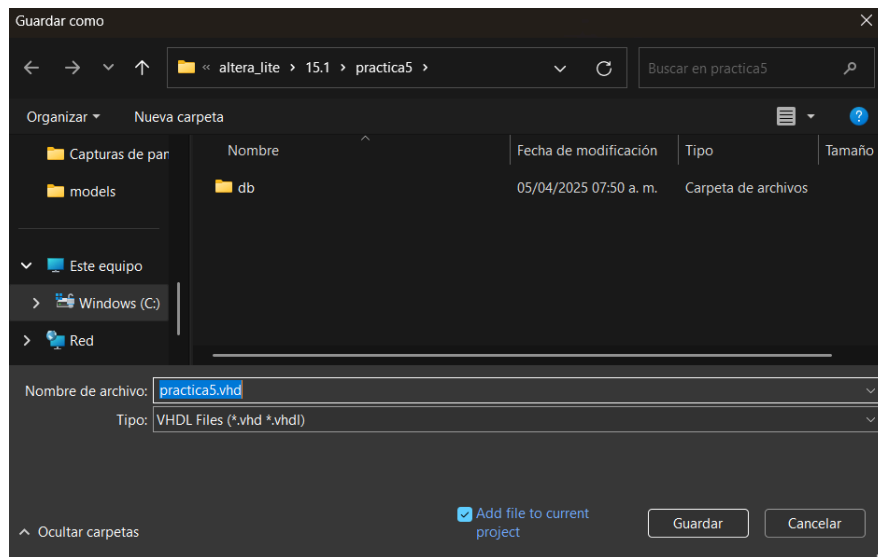 Guardar como
« altera_lite › 15.1 › practica5 ›
Buscar en practica5
Organizar
Nueva carpeta
Capturas de pan
models
Este equipo
Windows (C:)
Red
Nombre
Fecha de modificación
Tipo
Tamaño
db
05/04/2025 07:50 a. m.
Carpeta de archivos
Nombre de archivo: practica5.vhd
Tipo: VHDL Files (*.vhd *.vhdl)
Add file to current
project
Ocultar carpetas
Guardar
Cancelar